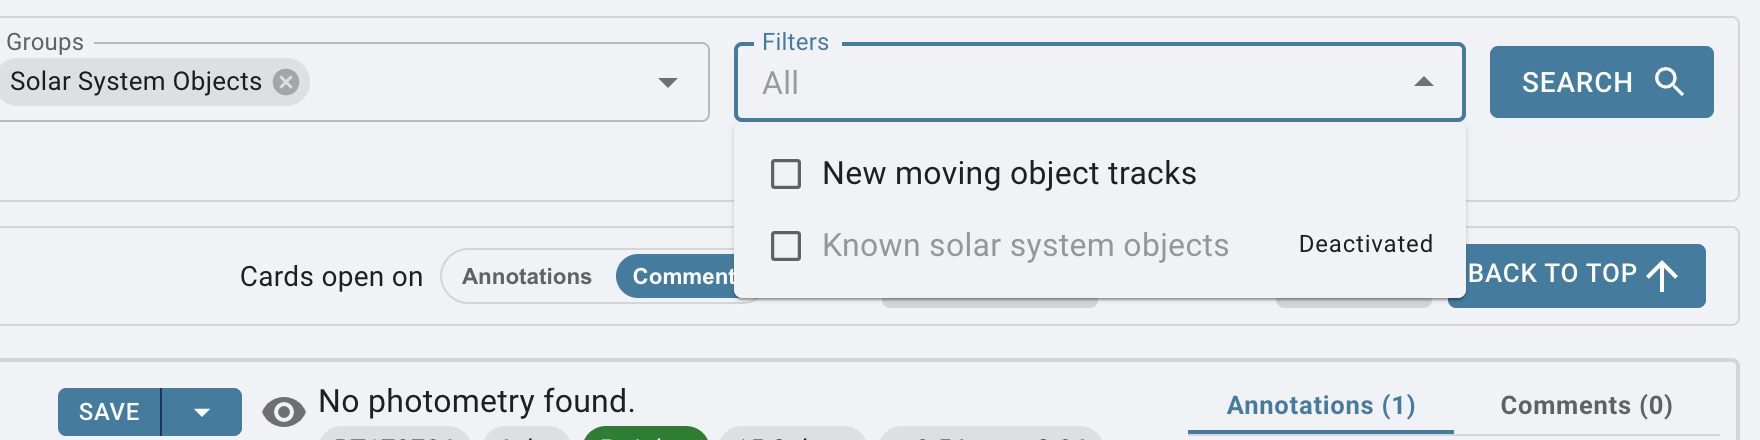 Groups
Filters
Solar System Objects
All
SEARCH
New moving object tracks
Known solar system objects Deactivated
Cards open on
Annotations
Comment
BACK TO TOP
SAVE
No photometry found.
Annotations (1)
Comments (0)